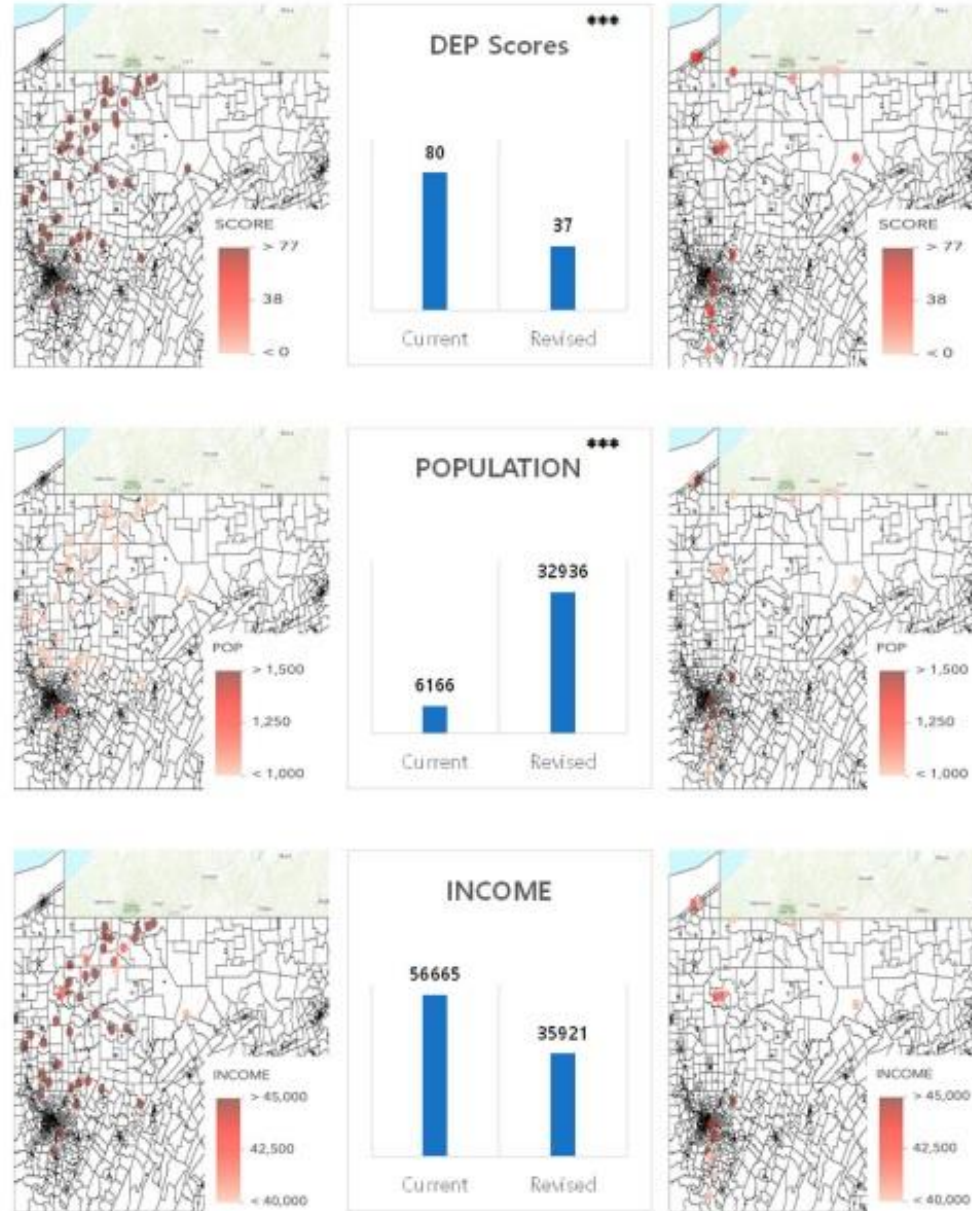 ***
DEP Scores
80
37
Current
Revised
SCORE
> 77
38
< 0
SCORE
> 77
38
< 0
***
POPULATION
6166
32936
Current
Revised
POP
> 1,500
1,250
< 1,000
POP
> 1,500
1,250
< 1,000
INCOME
56665
35921
Current
Revised
INCOME
> 45,000
42,500
< 40,000
INCOME
> 45,000
42,500
< 40,000